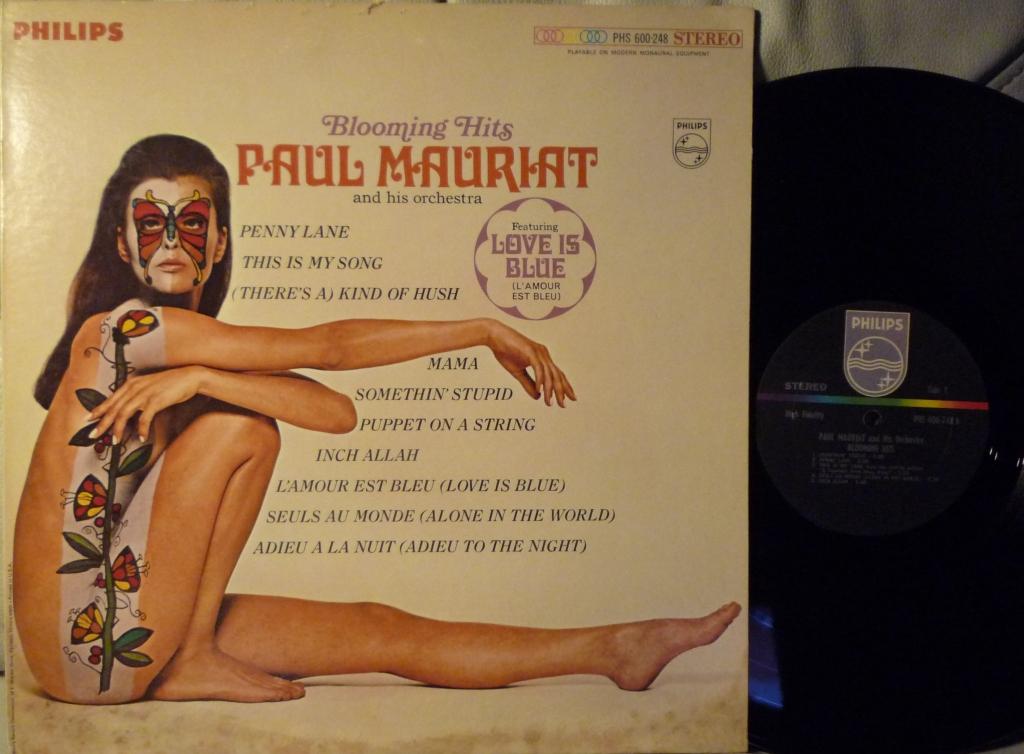 PHILIPS
PHS 600-248 STEREO
PLAYABLE ON MODERN MONAURAL EQUIPMENT
PHILIPS
Blooming Hits
PAUL MAURIAT
and his orchestra
Featuring
LOVE IS
BLUE
(L'AMOUR
EST BLEU)
PENNY LANE
THIS IS MY SONG
(THERE'S A) KIND OF HUSH
MAMA
SOMETHIN' STUPID
PUPPET ON A STRING
INCH ALLAH
L'AMOUR EST BLEU (LOVE IS BLUE)
SEULS AU MONDE (ALONE IN THE WORLD)
ADIEU A LA NUIT (ADIEU TO THE NIGHT)
PHILIPS
STEREO
Side 1
High Fidelity
PAUL MAURIAT and His Orchestra
BLOOMING HITS